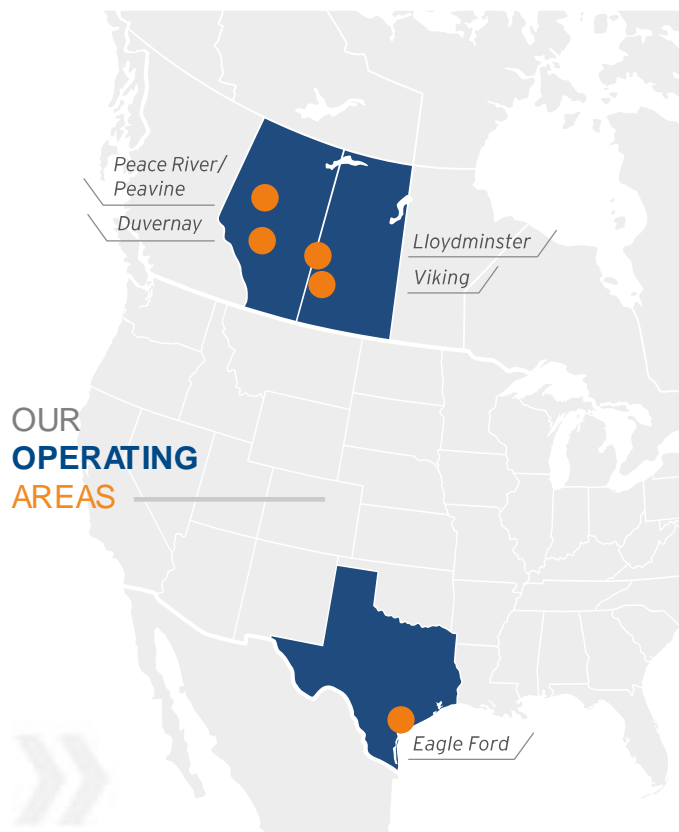 Peace River/
Peavine
Duvernay
Lloydminster
Viking
OUR
OPERATING
AREAS
Eagle Ford